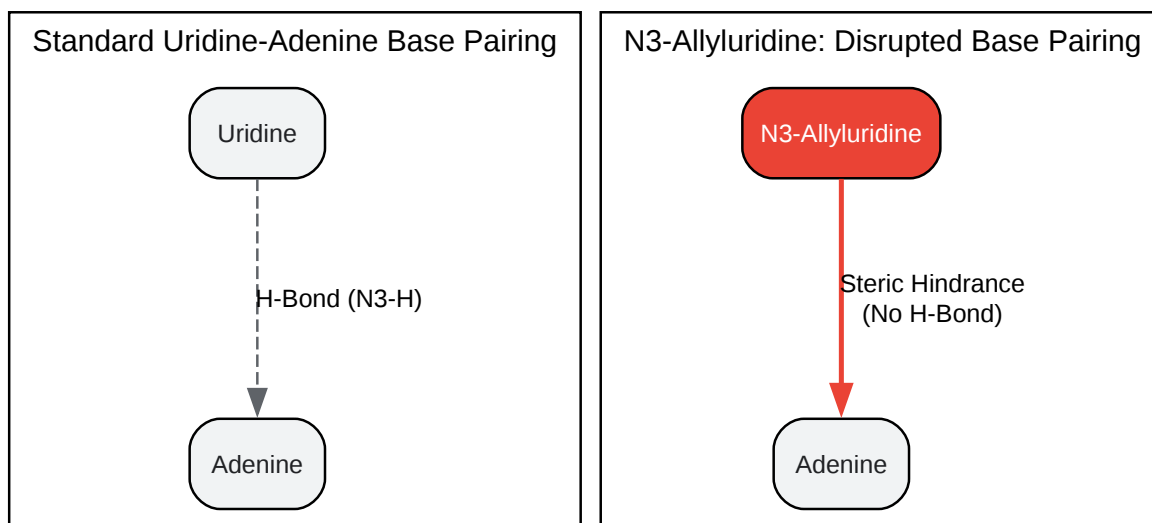 Standard Uridine-Adenine Base Pairing
Uridine
H-Bond (N3-H)
Adenine
N3-Allyluridine: Disrupted Base Pairing
N3-Allyluridine
Steric Hindrance
(No H-Bond)
Adenine